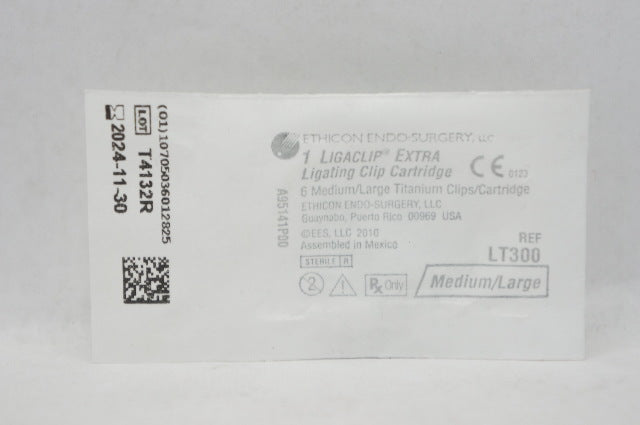 (01)10705036012825
LOT T4132R
2024-11-30
ETHICON ENDO-SURGERY, LLC
1 LIGACLIP® EXTRA
Ligating Clip Cartridge
CE 0123
6 Medium/Large Titanium Clips/Cartridge
ETHICON ENDO-SURGERY, LLC
Guaynabo, Puerto Rico 00969 USA
©EES, LLC 2010
Assembled in Mexico
STERILE R
REF
LT300
2
Rx Only
Medium/Large
A95141P00